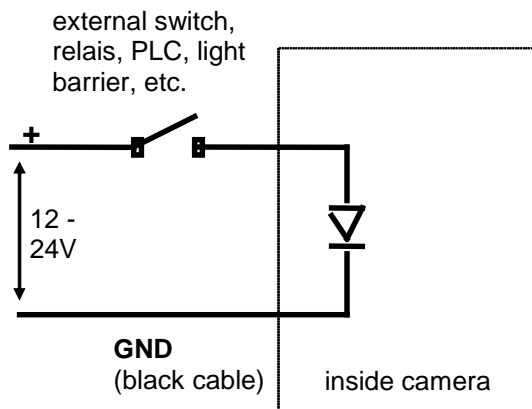 external switch,
relais, PLC, light
barrier, etc.
+
12 -
24V
GND
(black cable)
inside camera